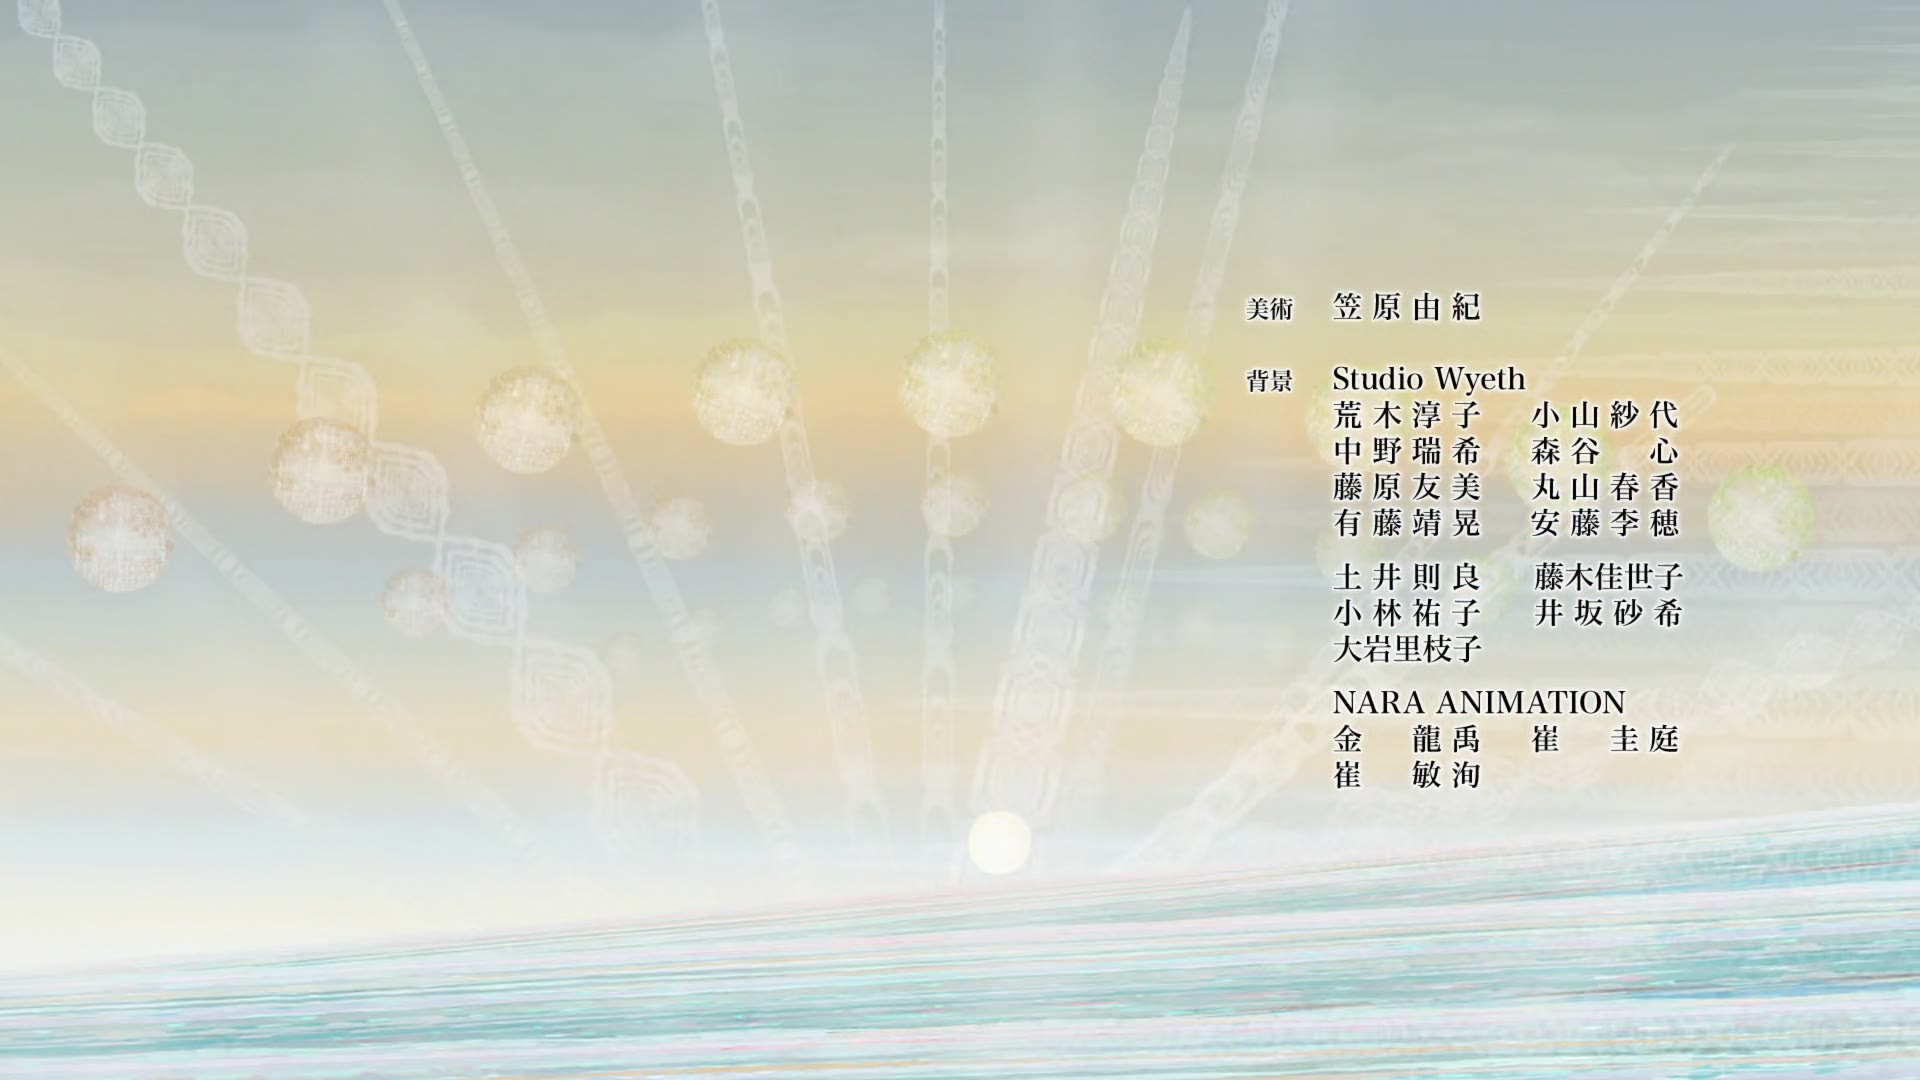 美術 笠原由紀
背景 Studio Wyeth
荒木淳子 小山紗代
中野瑞希 森谷 心
藤原友美 丸山春香
有藤靖晃 安藤李穂
土井則良 藤木佳世子
小林祐子 井坂砂希
大岩里枝子
NARA ANIMATION
金 龍禹 崔 圭庭
崔 敏洵